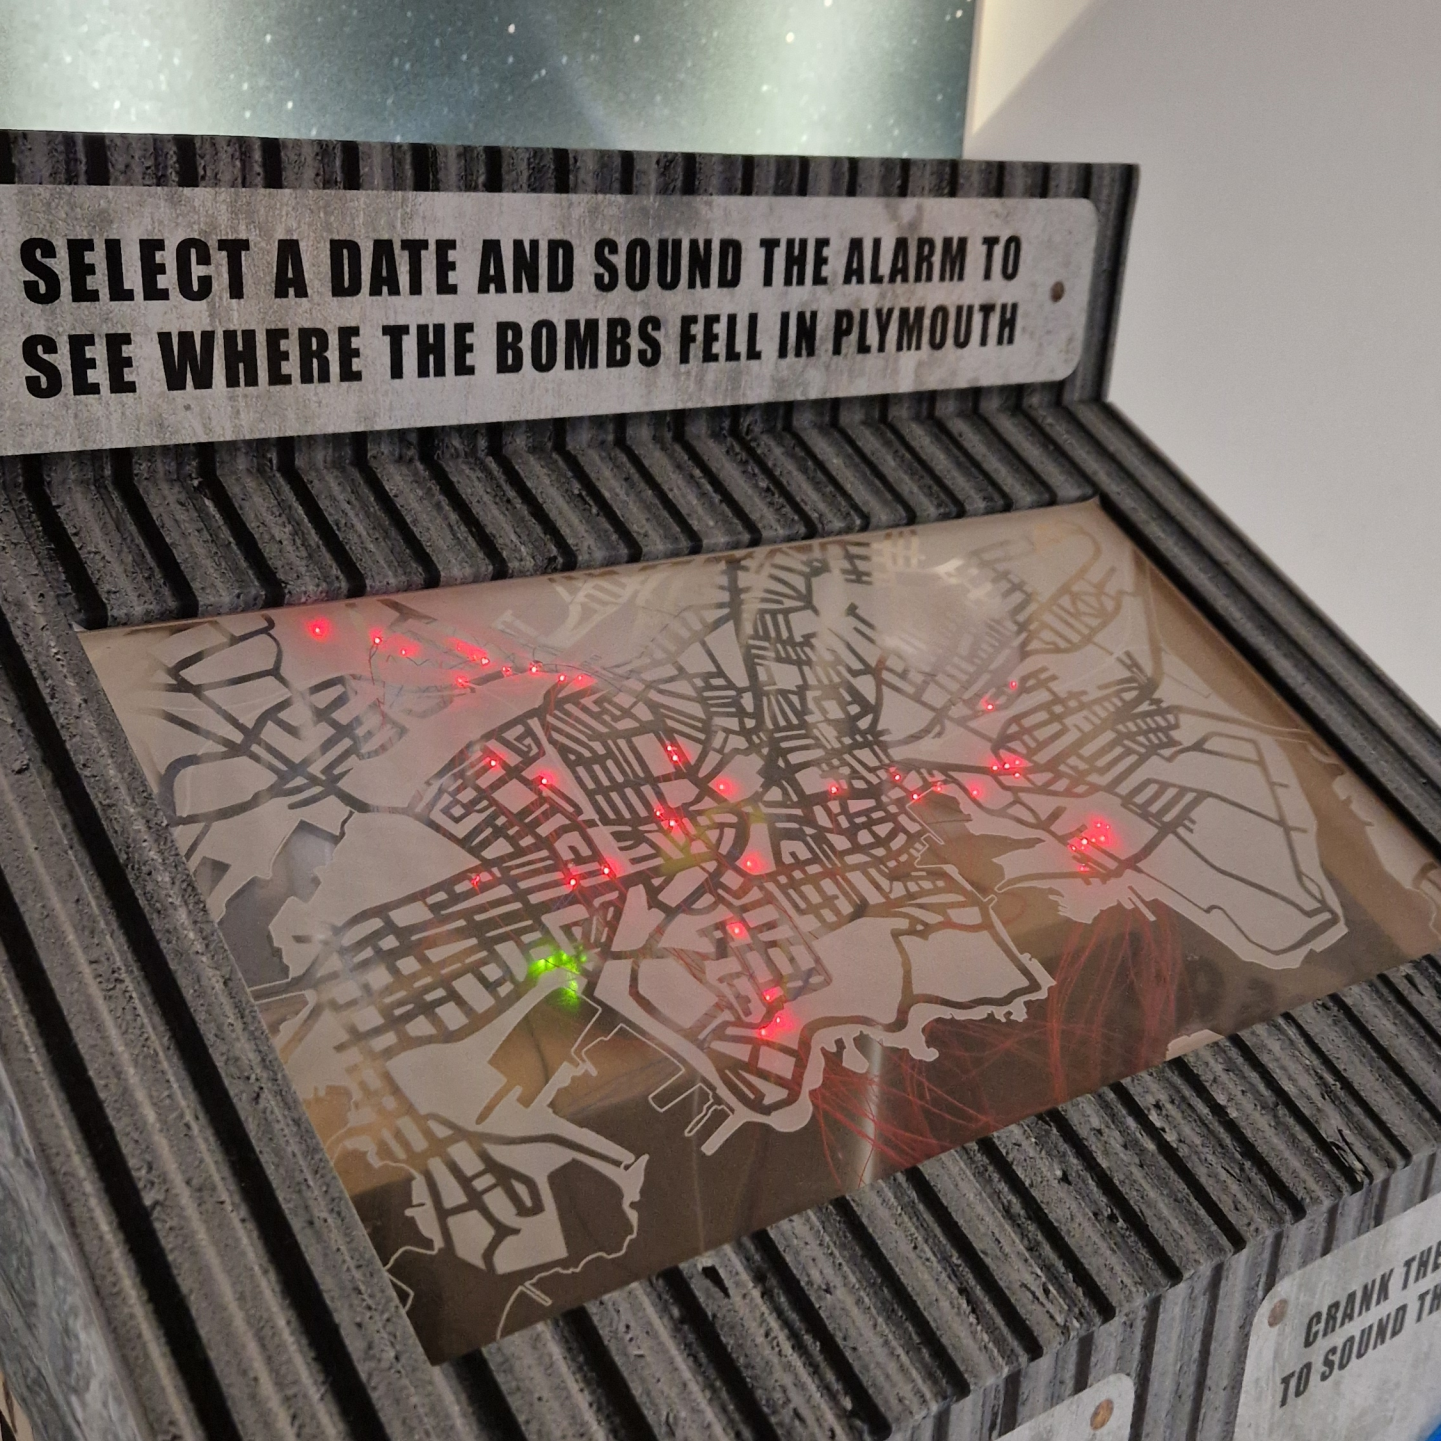 SELECT A DATE AND SOUND THE ALARM TO
SEE WHERE THE BOMBS FELL IN PLYMOUTH
CRANK THE
TO SOUND TH